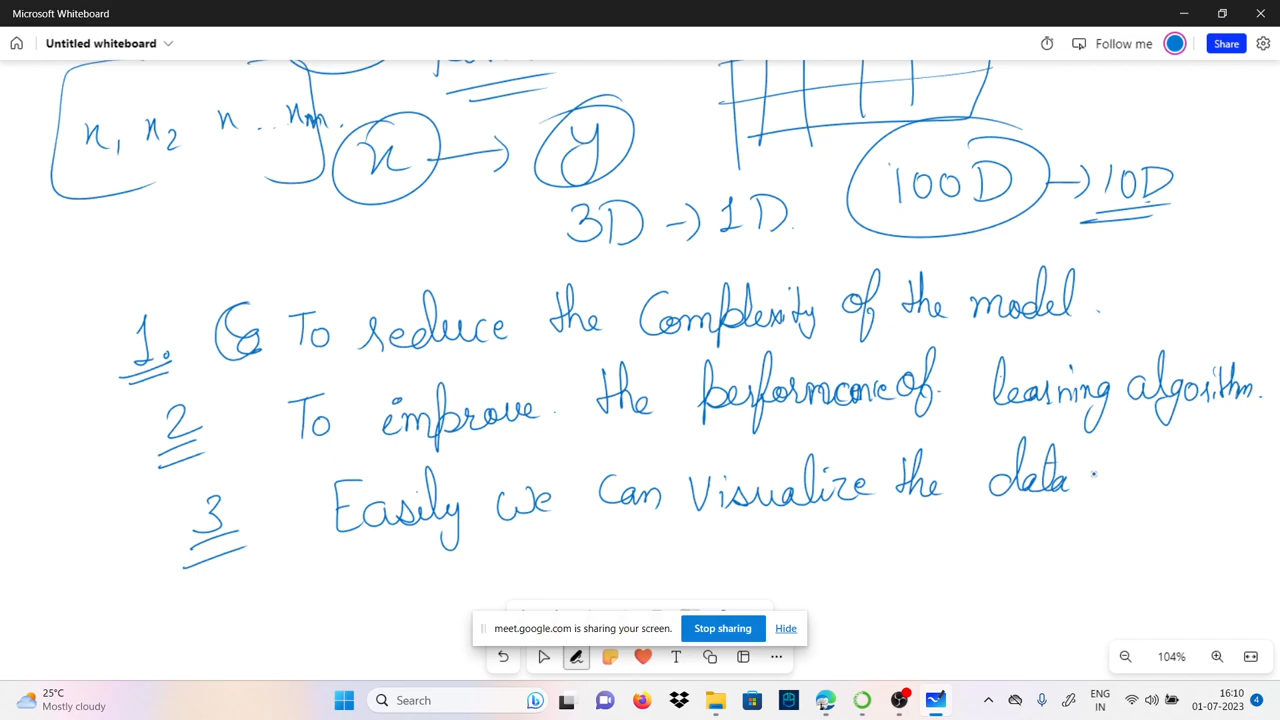 Microsoft Whiteboard
Untitled whiteboard
Follow me
Share
x1 x2 x .. xm.
x → y
100D → 10D
3D → 1D.
1. To reduce the Complexity of the model.
2 To improve. the performance of learning algorithm.
3 Easily we can visualize the data
meet.google.com is sharing your screen. Stop sharing Hide
104%
25°C
Mostly cloudy
Search
ENG
IN
16:10
01-07-2023
4